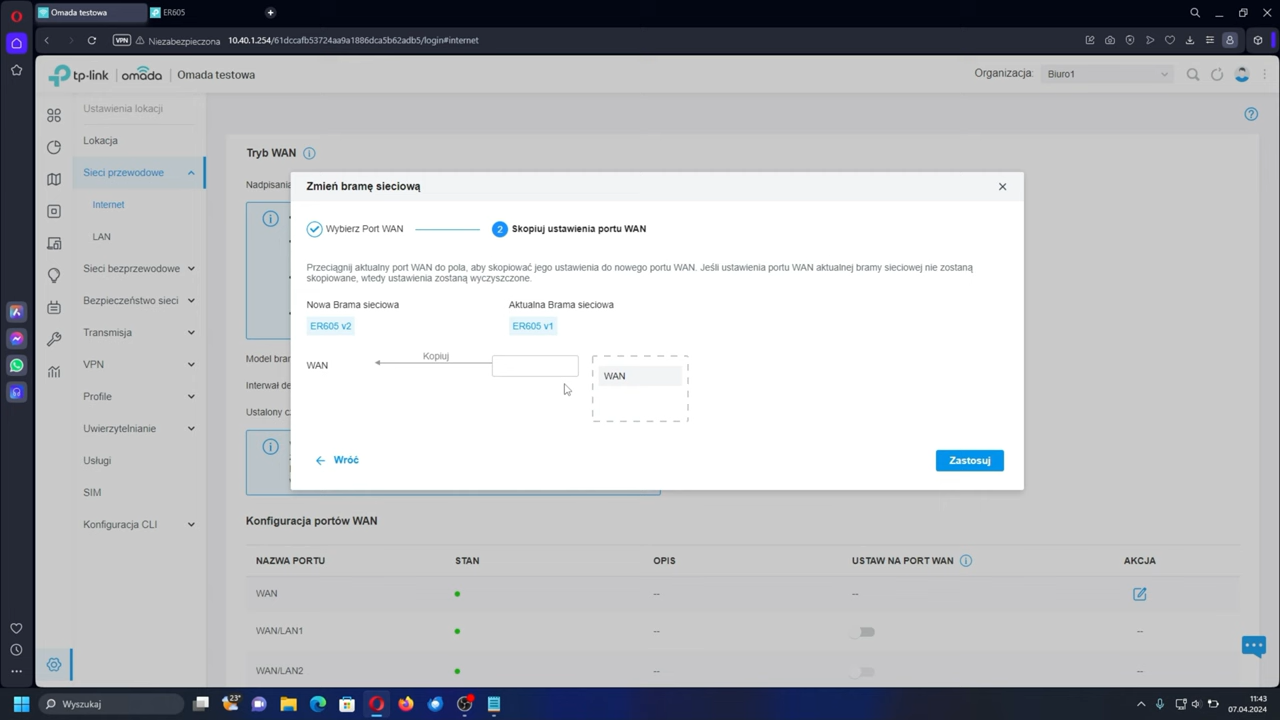 Omada testowa
ER605
VPN
Niezabezpieczona
10.40.1.254/61dccafb53724aa9a1886dca5b62adb5/login#internet
tp-link | omada | Omada testowa
Organizacja:
Biuro1
Ustawienia lokacji
Lokacja
Sieci przewodowe
Internet
LAN
Sieci bezprzewodowe
Bezpieczeństwo sieci
Transmisja
VPN
Profile
Uwierzytelnianie
Usługi
SIM
Konfiguracja CLI
Tryb WAN
Nadpisania
Model bram
Interwał de
Ustalony c
Zmień bramę sieciową
Wybierz Port WAN
2 Skopiuj ustawienia portu WAN
Przeciągnij aktualny port WAN do pola, aby skopiować jego ustawienia do nowego portu WAN. Jeśli ustawienia portu WAN aktualnej bramy sieciowej nie zostaną
skopiowane, wtedy ustawienia zostaną wyczyszczone.
Nowa Brama sieciowa
Aktualna Brama sieciowa
ER605 v2
ER605 v1
WAN
Kopiuj
WAN
Wróć
Zastosuj
Konfiguracja portów WAN
NAZWA PORTU STAN OPIS USTAW NA PORT WAN AKCJA
WAN -- --
WAN/LAN1 -- --
WAN/LAN2 -- --
Wyszukaj
23°
11:43
07.04.2024